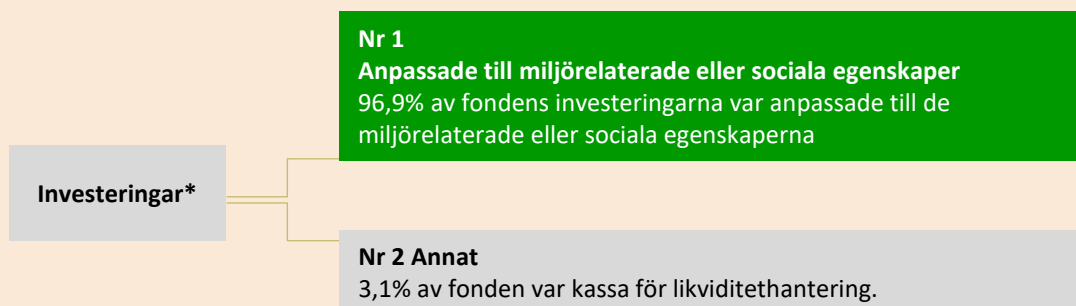 Nr 1
Anpassade till miljörelaterade eller sociala egenskaper
96,9% av fondens investeringarna var anpassade till de
miljörelaterade eller sociala egenskaperna
Investeringar*
Nr 2 Annat
3,1% av fonden var kassa för likviditethantering.